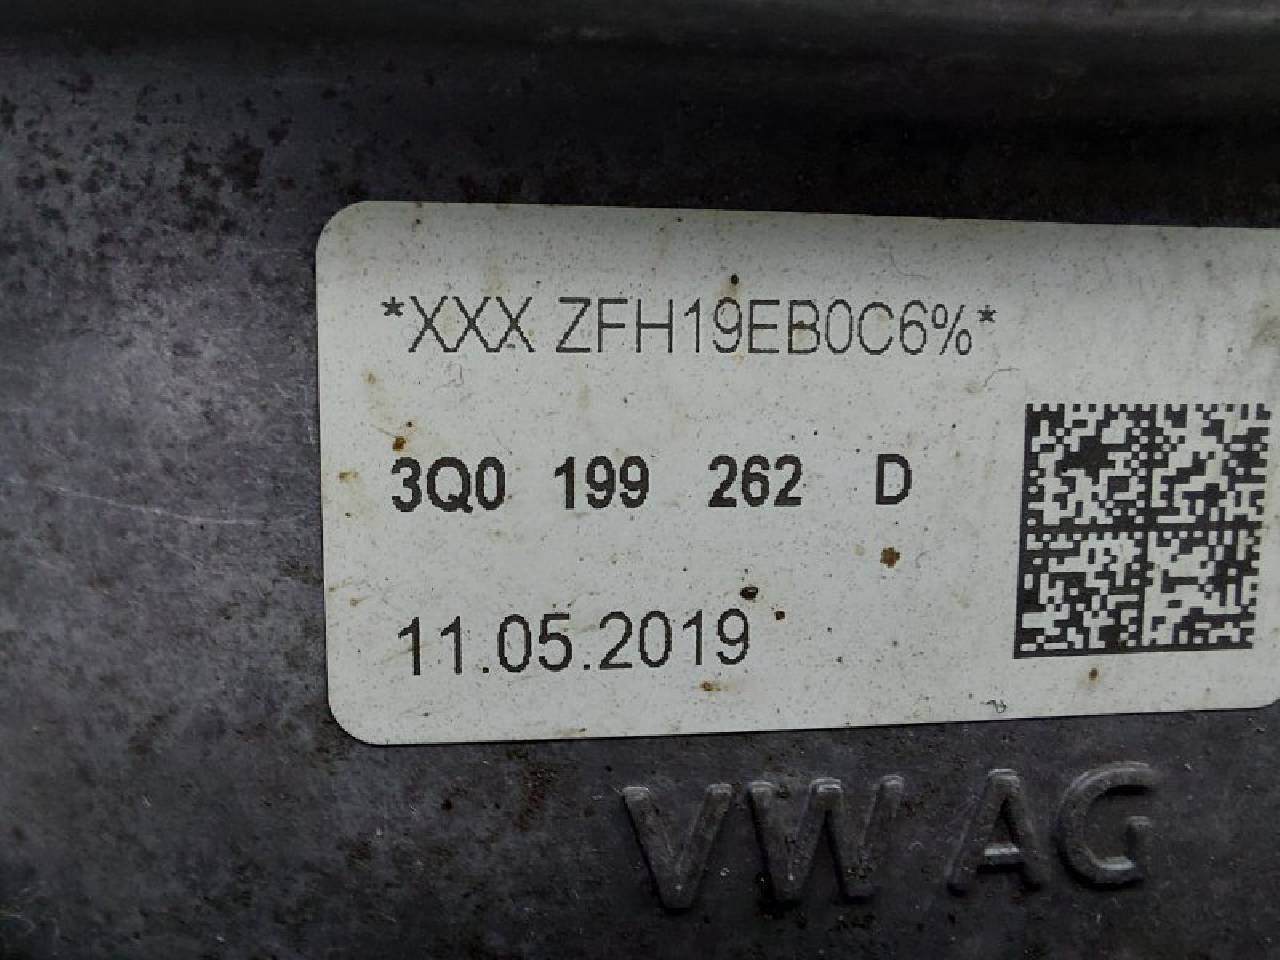 *XXX ZFH19EB0C6%*
3Q0 199 262 D
11.05.2019
VW AG